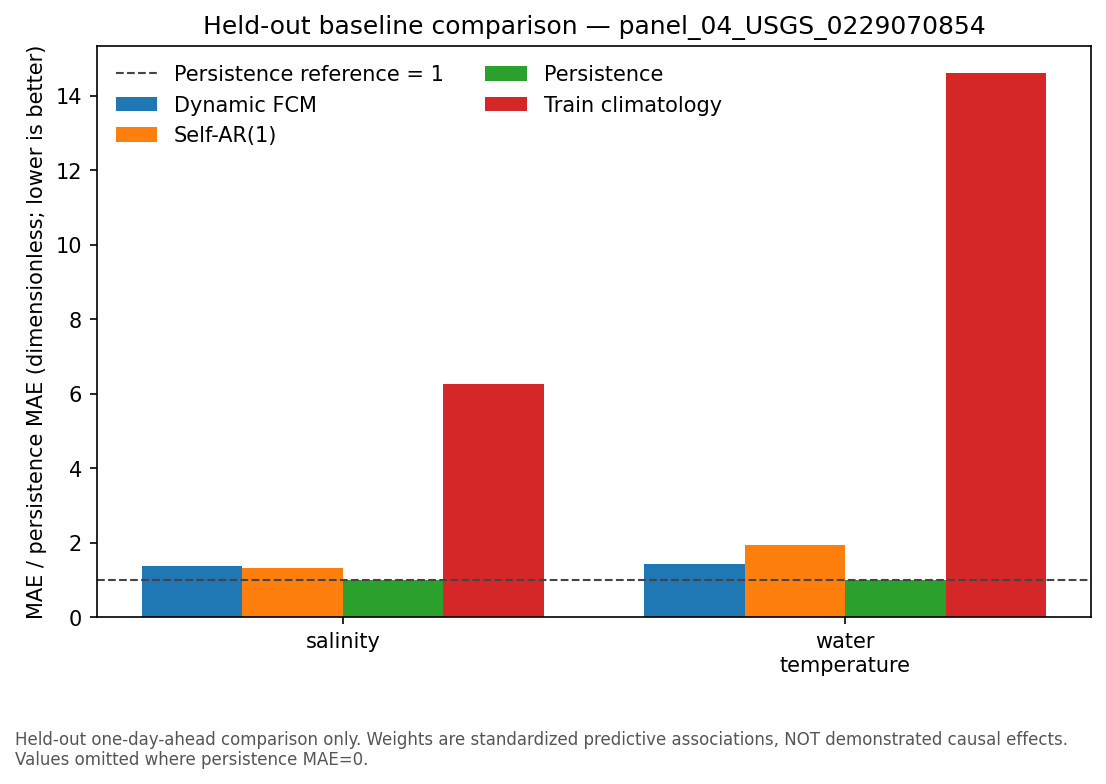 Held-out baseline comparison — panel_04_USGS_0229070854
MAE / persistence MAE (dimensionless; lower is better)
Persistence reference = 1
Dynamic FCM
Self-AR(1)
Persistence
Train climatology
14
12
10
8
6
4
2
0
salinity
water
temperature
Held-out one-day-ahead comparison only. Weights are standardized predictive associations, NOT demonstrated causal effects.
Values omitted where persistence MAE=0.